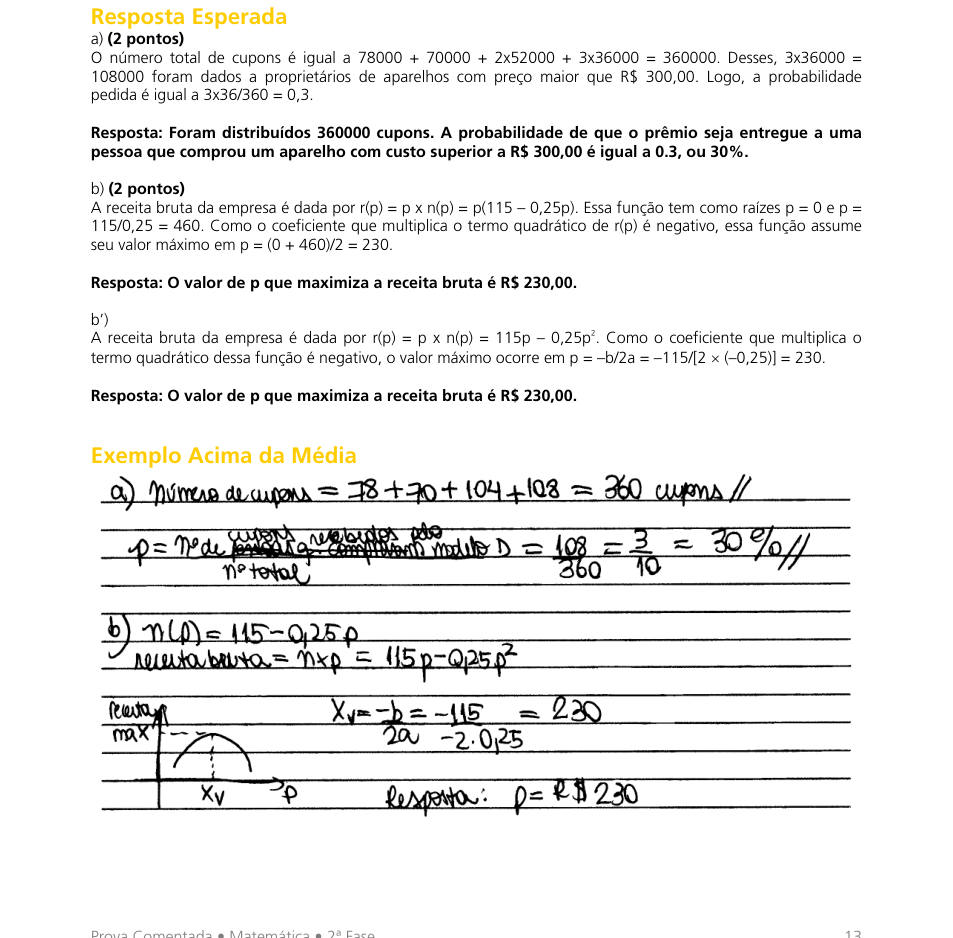 Resposta Esperada
a) (2 pontos)
O número total de cupons é igual a 78000 + 70000 + 2x52000 + 3x36000 = 360000. Desses, 3x36000 =
108000 foram dados a proprietários de aparelhos com preço maior que R$ 300,00. Logo, a probabilidade
pedida é igual a 3x36/360 = 0,3.
Resposta: Foram distribuídos 360000 cupons. A probabilidade de que o prêmio seja entregue a uma
pessoa que comprou um aparelho com custo superior a R$ 300,00 é igual a 0.3, ou 30%.
b) (2 pontos)
A receita bruta da empresa é dada por r(p) = p x n(p) = p(115 – 0,25p). Essa função tem como raízes p = 0 e p =
115/0,25 = 460. Como o coeficiente que multiplica o termo quadrático de r(p) é negativo, essa função assume
seu valor máximo em p = (0 + 460)/2 = 230.
Resposta: O valor de p que maximiza a receita bruta é R$ 230,00.
b’)
A receita bruta da empresa é dada por r(p) = p x n(p) = 115p – 0,25p². Como o coeficiente que multiplica o
termo quadrático dessa função é negativo, o valor máximo ocorre em p = –b/2a = –115/[2 × (–0,25)] = 230.
Resposta: O valor de p que maximiza a receita bruta é R$ 230,00.
Exemplo Acima da Média
a) Número de cupons = 78 + 70 + 104 + 108 = 360 cupons //
cupons recebidos pelo
p = nº de modelo D = 108 = 3 = 30% //
nº total 360 10
b) n(p) = 115 - 0,25p
receita bruta = n x p = 115p - 0,25p²
receita Xv = -b = -115 = 230
max 2a -2.0,25
Xv p Resposta: p = R$ 230
Prova Comentada • Matemática • 2ª Fase 13